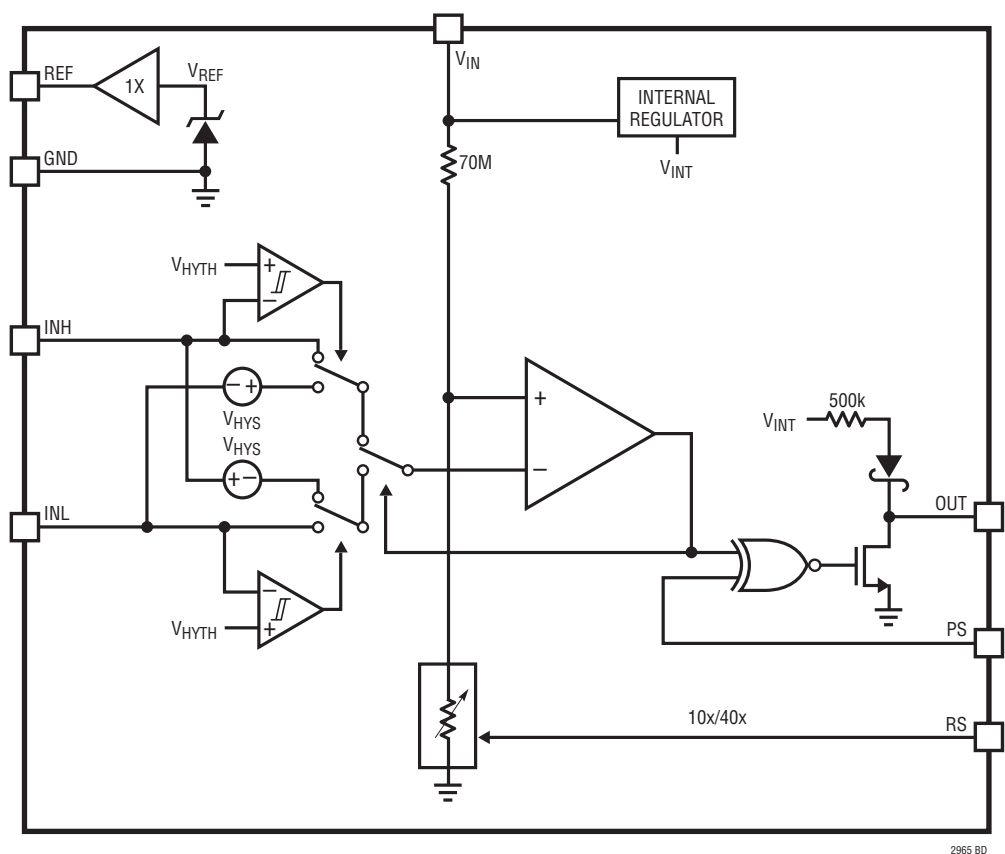 VIN
REF
1X
VREF
INTERNAL
REGULATOR
GND
70M
VINT
VHYTH
+
−
INH
− +
VHYS
VHYS
+ −
INL
−
+
VHYTH
+
−
500k
VINT
OUT
PS
10x/40x
RS
2965 BD